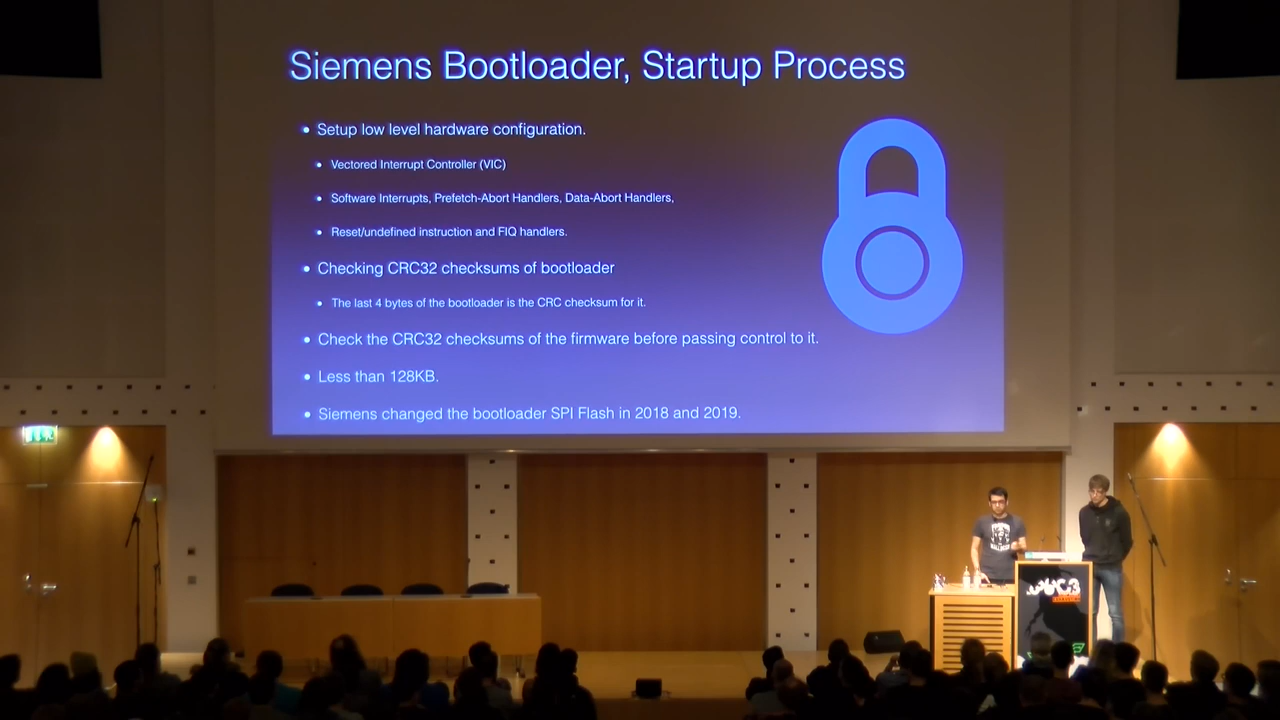 Siemens Bootloader, Startup Process
• Setup low level hardware configuration.
• Vectored Interrupt Controller (VIC)
• Software Interrupts, Prefetch-Abort Handlers, Data-Abort Handlers,
• Reset/undefined instruction and FIQ handlers.
• Checking CRC32 checksums of bootloader
• The last 4 bytes of the bootloader is the CRC checksum for it.
• Check the CRC32 checksums of the firmware before passing control to it.
• Less than 128KB.
• Siemens changed the bootloader SPI Flash in 2018 and 2019.